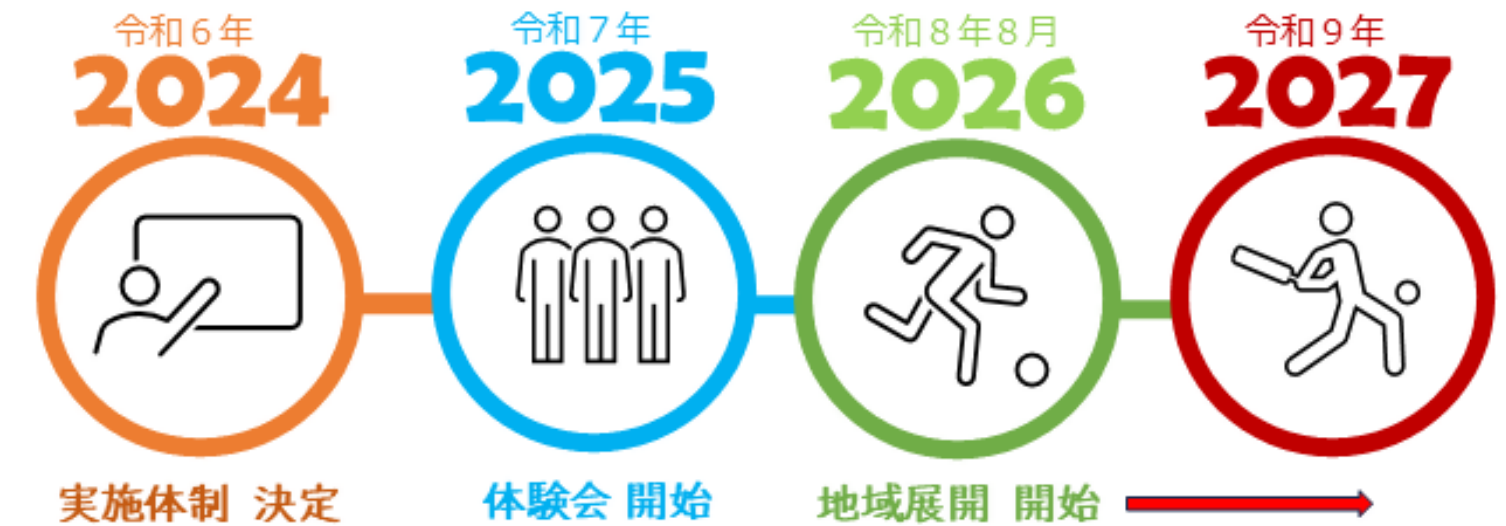 令和６年
2024
実施体制 決定
令和７年
2025
体験会 開始
令和８年８月
2026
地域展開 開始
令和９年
2027